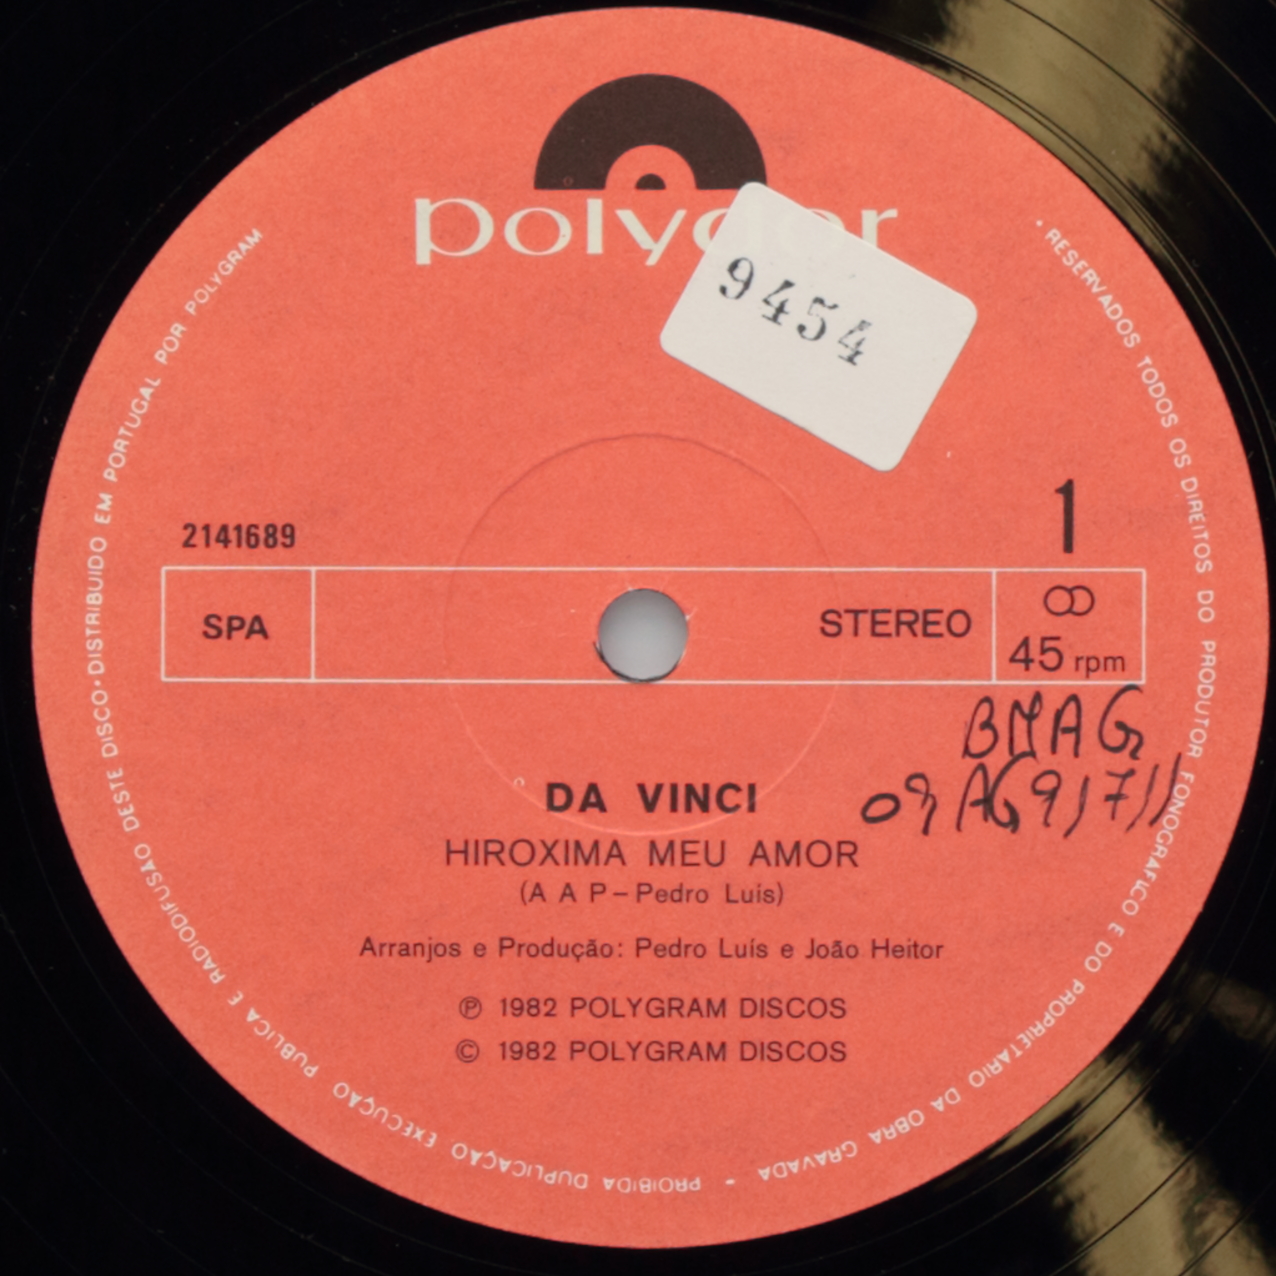 polydor
9454
2141689
1
SPA
STEREO
45 rpm
BMAG
DA VINCI
HIROXIMA MEU AMOR
(A A P – Pedro Luís)
Arranjos e Produção: Pedro Luís e João Heitor
℗ 1982 POLYGRAM DISCOS
© 1982 POLYGRAM DISCOS
• RESERVADOS TODOS OS DIREITOS DO PRODUTOR FONOGRAFICO E DO PROPRIETARIO DA OBRA GRAVADA - PROIBIDA DUPLICAÇÃO EXECUÇÃO PUBLICA E RADIODIFUSÃO DESTE DISCO • DISTRIBUIDO EM PORTUGAL POR POLYGRAM